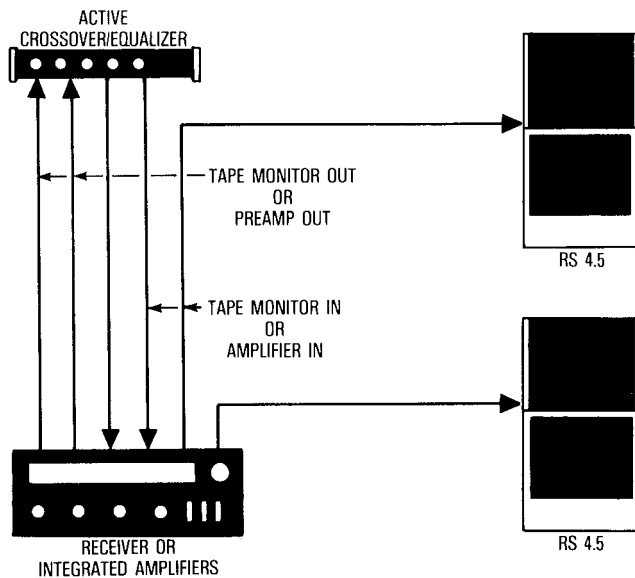 ACTIVE
CROSSOVER/EQUALIZER
TAPE MONITOR OUT
OR
PREAMP OUT
RS 4.5
TAPE MONITOR IN
OR
AMPLIFIER IN
RS 4.5
RECEIVER OR
INTEGRATED AMPLIFIERS